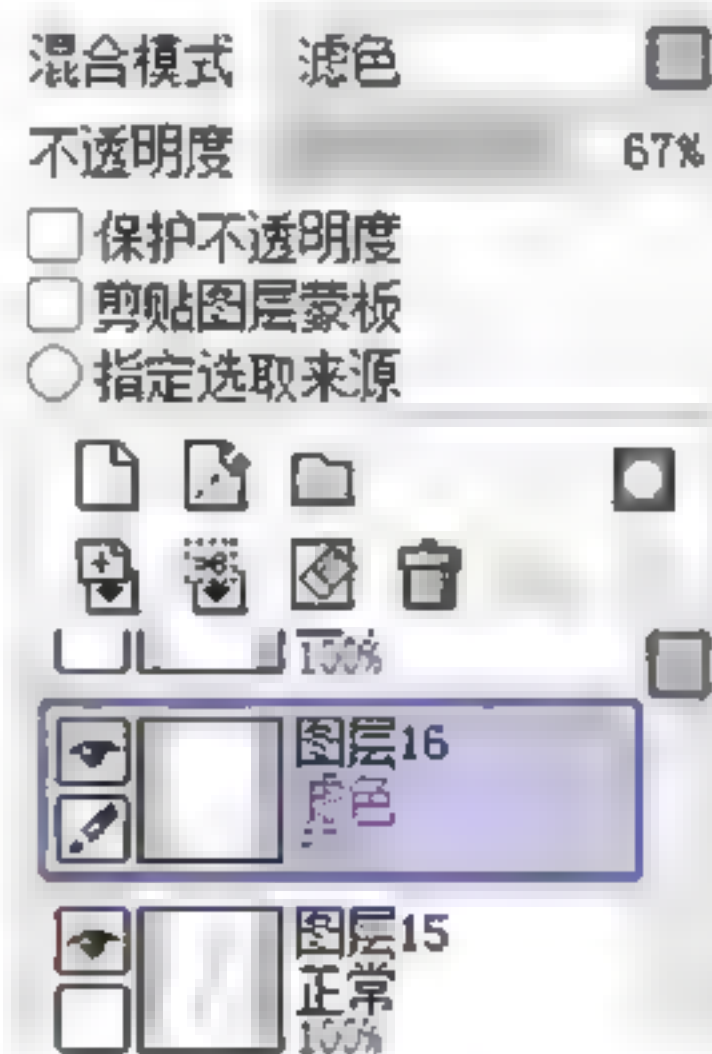 混合模式 滤色
不透明度 67%
保护不透明度
剪贴图层蒙板
指定选取来源
100%
图层16
滤色
图层15
正常
100%